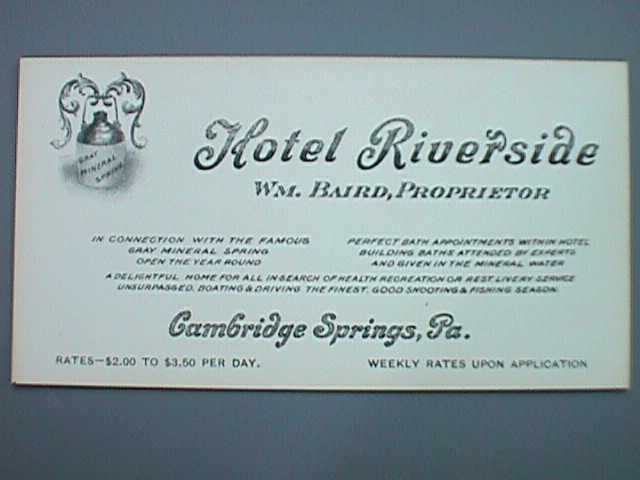 GRAY
MINERAL
SPRING
Hotel Riverside
WM. BAIRD, PROPRIETOR
IN CONNECTION WITH THE FAMOUS
GRAY MINERAL SPRING
OPEN THE YEAR ROUND
PERFECT BATH APPOINTMENTS WITHIN HOTEL
BUILDING BATHS ATTENDED BY EXPERTS
AND GIVEN IN THE MINERAL WATER
A DELIGHTFUL HOME FOR ALL IN SEARCH OF HEALTH RECREATION OR REST. LIVERY SERVICE
UNSURPASSED, BOATING & DRIVING THE FINEST. GOOD SHOOTING & FISHING SEASON.
Cambridge Springs, Pa.
RATES—$2.00 TO $3.50 PER DAY.
WEEKLY RATES UPON APPLICATION